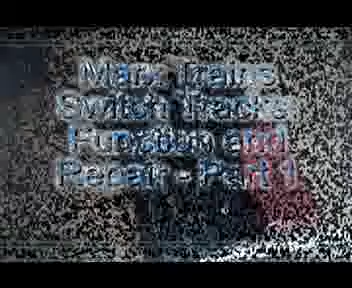 Marx Trains
Switch Tracks
Function and
Repair - Part 1